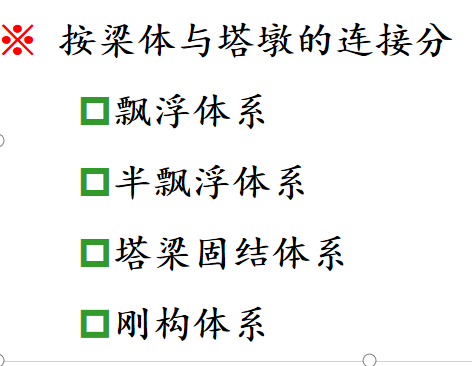 ※ 按梁体与塔墩的连接分
飘浮体系
半飘浮体系
塔梁固结体系
刚构体系